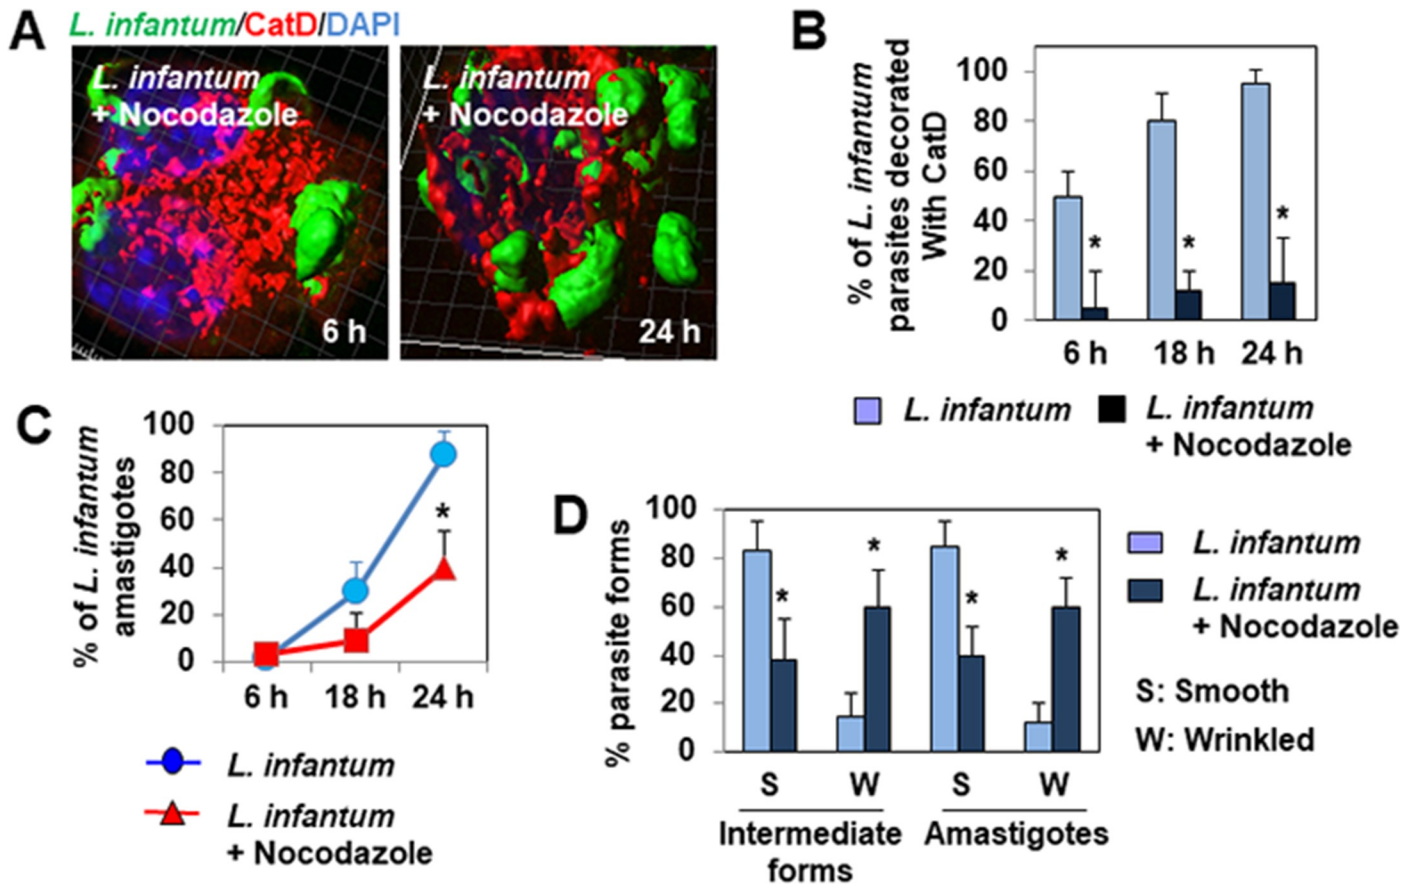 A
L. infantum/CatD/DAPI
L. infantum
+ Nocodazole
6 h
L. infantum
+ Nocodazole
24 h
B
% of L. infantum
parasites decorated
With CatD
100
80
60
40
20
0
*
*
*
6 h 18 h 24 h
L. infantum
L. infantum
+ Nocodazole
C
% of L. infantum
amastigotes
100
80
60
40
20
0
*
6 h 18 h 24 h
L. infantum
L. infantum
+ Nocodazole
D
% parasite forms
100
80
60
40
20
0
*
*
*
*
S W S W
Intermediate
forms
Amastigotes
L. infantum
L. infantum
+ Nocodazole
S: Smooth
W: Wrinkled